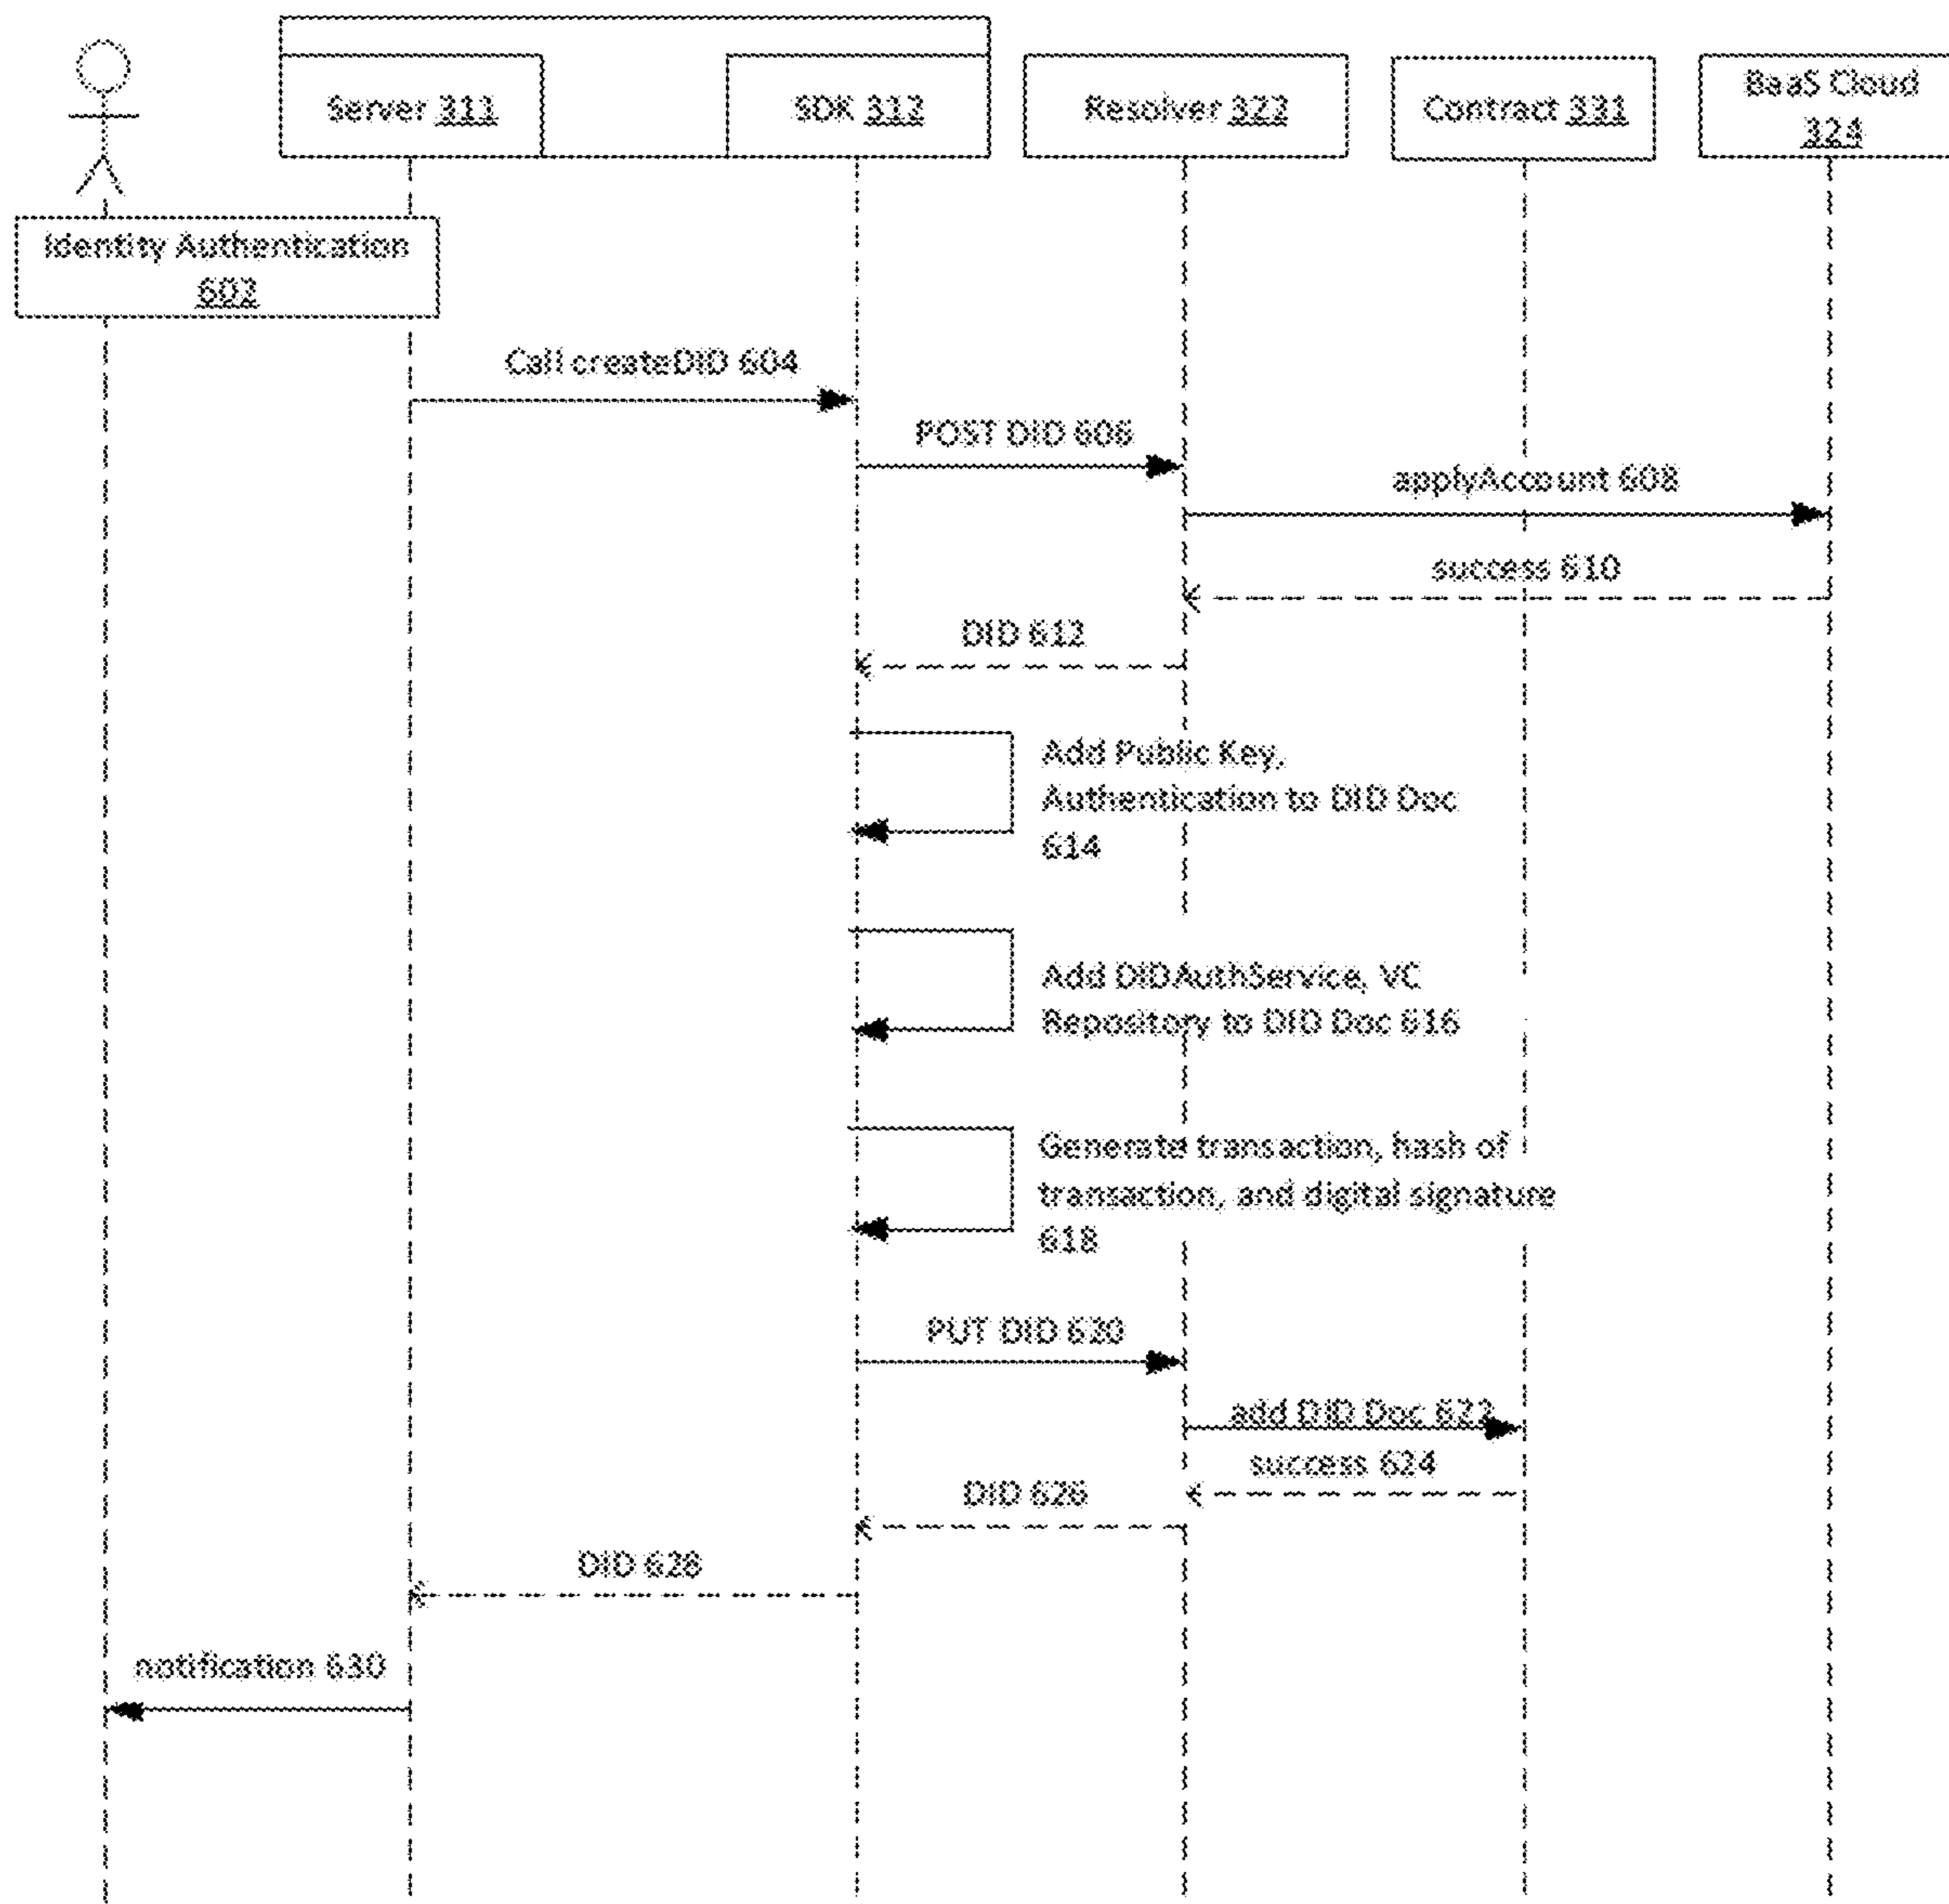 Server 311
SDK 312
Resolver 322
Contract 331
BaaS Cloud
324
Identity Authentication
602
Call createDID 604
POST DID 606
applyAccount 608
success 610
DID 612
Add Public Key,
Authentication to DID Doc
614
Add DIDAuthService, VC
Repository to DID Doc 616
Generate transaction, hash of
transaction, and digital signature
618
PUT DID 620
add DID Doc 622
success 624
DID 626
DID 628
notification 630